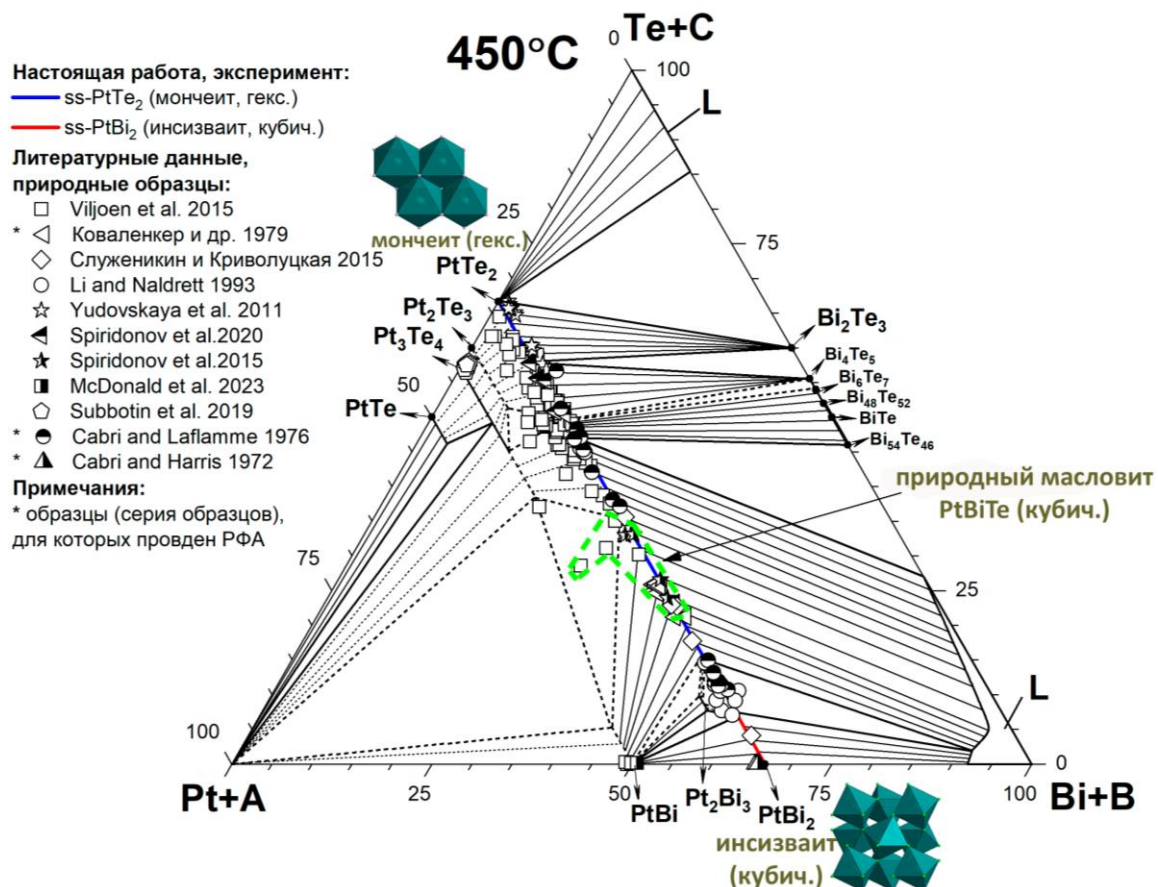 450°C
0 Te+C
100
L
Настоящая работа, эксперимент:
ss-PtTe₂ (мончеит, гекс.)
ss-PtBi₂ (инсизваит, кубич.)
Литературные данные,
природные образцы:
Viljoen et al. 2015
* Коваленкер и др. 1979
Служеникин и Криволуцкая 2015
Li and Naldrett 1993
Yudovskaya et al. 2011
Spiridonov et al.2020
Spiridonov et al.2015
McDonald et al.2023
Subbotin et al. 2019
* Cabri and Laflamme 1976
* Cabri and Harris 1972
Примечания:
* образцы (серия образцов),
для которых провден РФА
25
75
мончеит (гекс.)
PtTe₂
Pt₂Te₃
Pt₃Te₄
50
PtTe
Bi₂Te₃
Bi₄Te₅
Bi₆Te₇
Bi₄₈Te₅₂
BiTe
Bi₅₄Te₄₆
природный масловит
PtBiTe (кубич.)
75
25
L
100
0
Pt+A
25
50
75
100
Bi+B
PtBi
Pt₂Bi₃
PtBi₂
инсизваит
(кубич.)